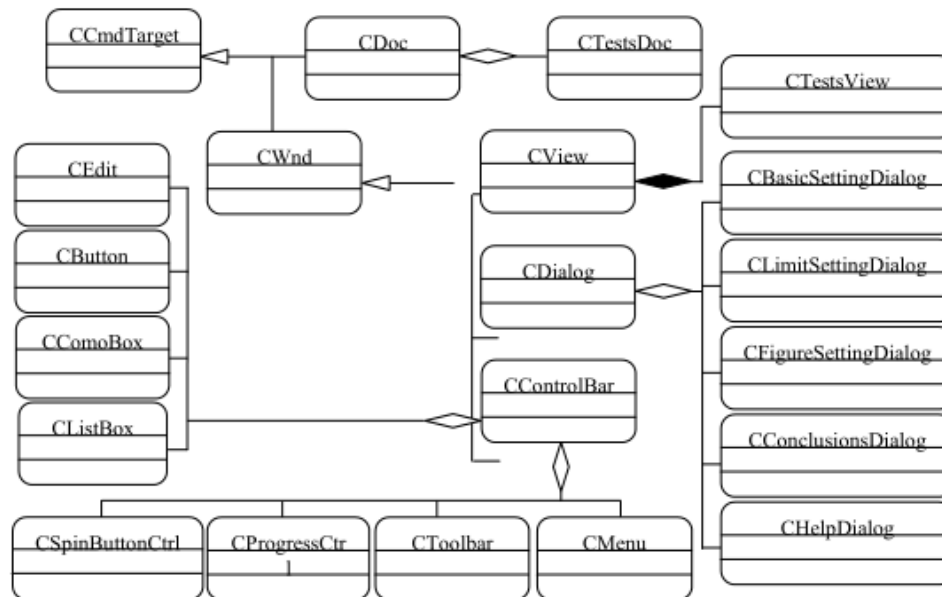 CCmdTarget
CDoc
CTestsDoc
CTestsView
CEdit
CWnd
CView
CBasicSettingDialog
CButton
CDialog
CLimitSettingDialog
CComoBox
CControlBar
CFigureSettingDialog
CListBox
CConclusionsDialog
CSpinButtonCtrl
CProgressCtr
l
CToolbar
CMenu
CHelpDialog